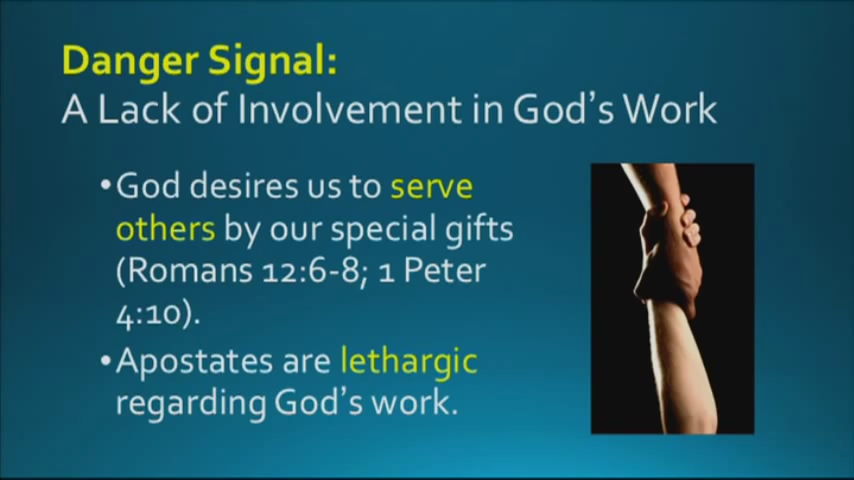 Danger Signal:
A Lack of Involvement in God’s Work
•God desires us to serve
others by our special gifts
(Romans 12:6-8; 1 Peter
4:10).
•Apostates are lethargic
regarding God’s work.